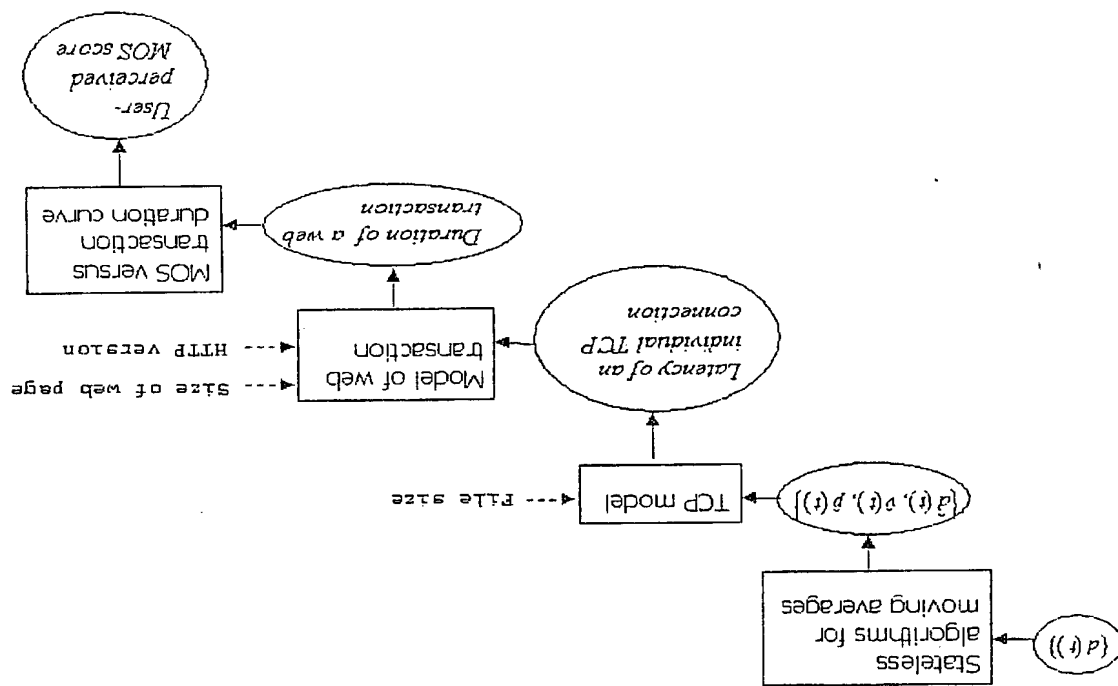 {d(t)}
Stateless
algorithms for
moving averages
{d̂(t), v̂(t), p̂(t)}
TCP model
File size
Latency of an
individual TCP
connection
Model of web
transaction
Size of web page
HTTP version
Duration of a web
transaction
MOS versus
transaction
duration curve
User-
perceived
MOS score